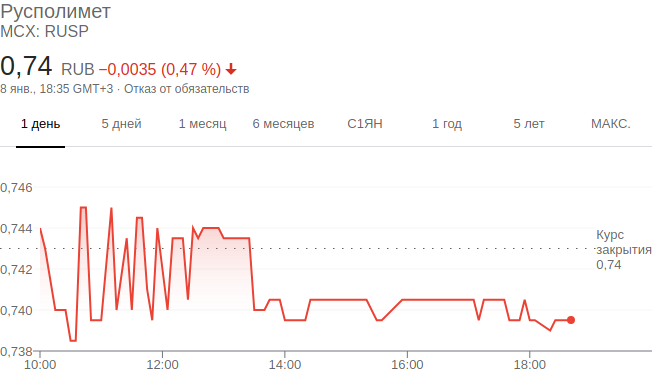 Русполимет
MCX: RUSP
0,74 RUB −0,0035 (0,47 %)
8 янв., 18:35 GMT+3 · Отказ от обязательств
1 день 5 дней 1 месяц 6 месяцев С1ЯН 1 год 5 лет МАКС.
0,746
0,744
Курс
закрытия
0,74
0,742
0,740
0,738
10:00 12:00 14:00 16:00 18:00